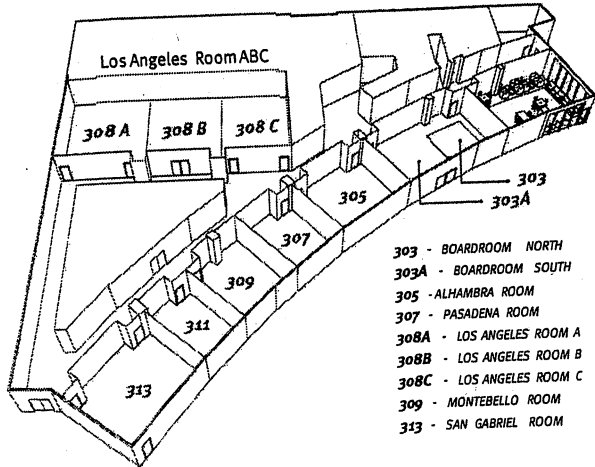 Los Angeles Room ABC
308 A 308 B 308 C
305
303
303A
307
309
311
313
303 - BOARDROOM NORTH
303A - BOARDROOM SOUTH
305 - ALHAMBRA ROOM
307 - PASADENA ROOM
308A - LOS ANGELES ROOM A
308B - LOS ANGELES ROOM B
308C - LOS ANGELES ROOM C
309 - MONTEBELLO ROOM
313 - SAN GABRIEL ROOM